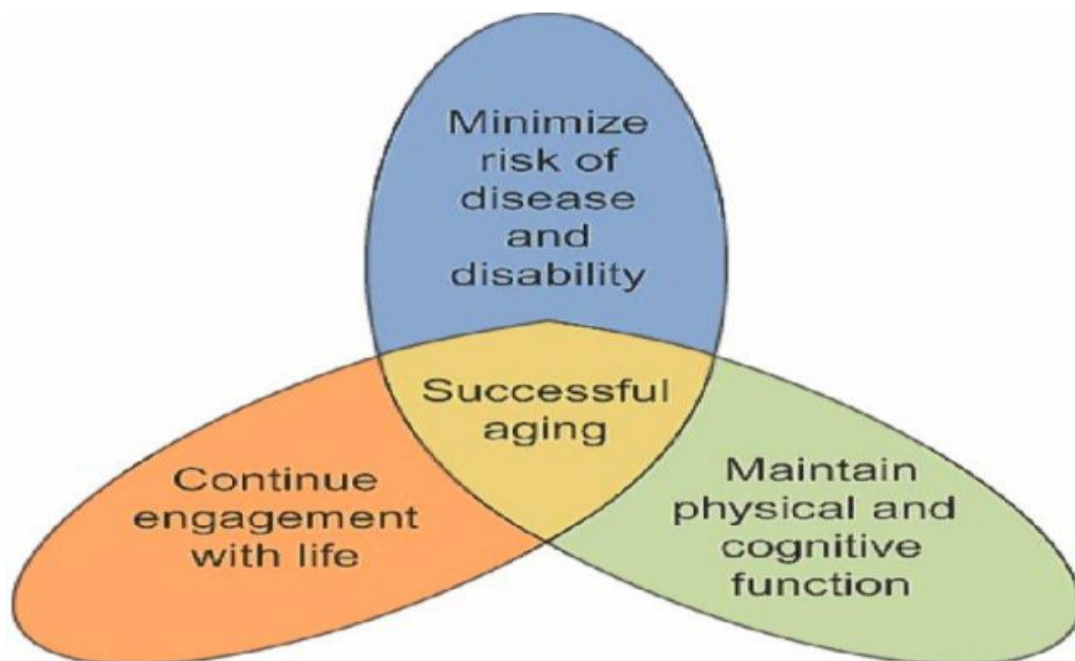 Minimize
risk of
disease
and
disability
Successful
aging
Continue
engagement
with life
Maintain
physical and
cognitive
function